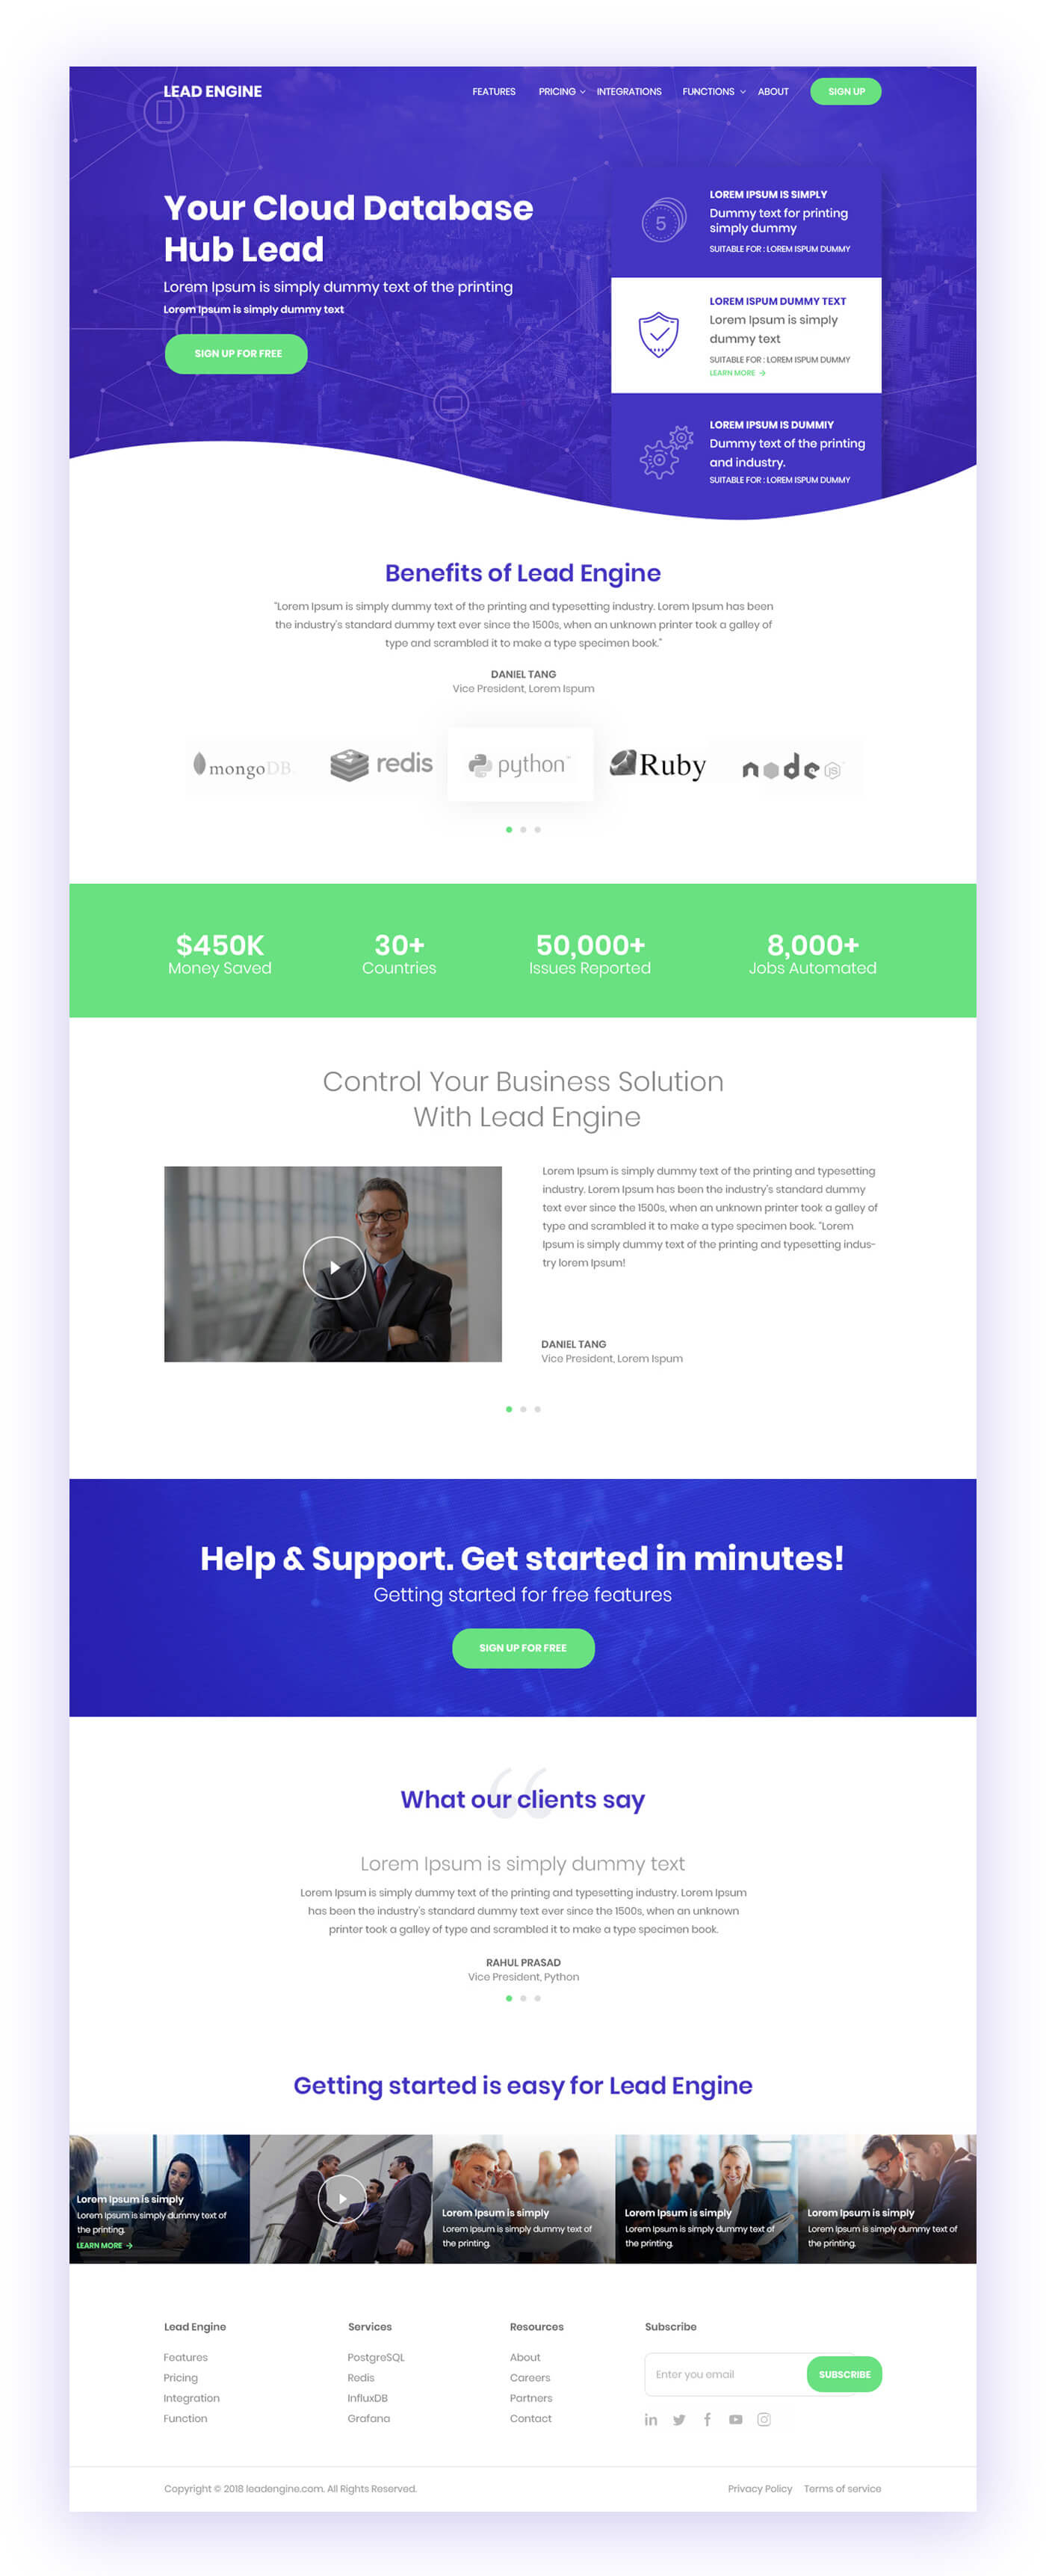 LEAD ENGINE
FEATURES
PRICING
INTEGRATIONS
FUNCTIONS
ABOUT
SIGN UP
Your Cloud Database
Hub Lead
Lorem Ipsum is simply dummy text of the printing
Lorem Ipsum is simply dummy text
SIGN UP FOR FREE
5
LOREM IPSUM IS SIMPLY
Dummy text for printing
simply dummy
SUITABLE FOR : LOREM ISPUM DUMMY
LOREM ISPUM DUMMY TEXT
Lorem Ipsum is simply
dummy text
SUITABLE FOR : LOREM ISPUM DUMMY
LEARN MORE →
LOREM IPSUM IS DUMMIY
Dummy text of the printing
and industry.
SUITABLE FOR : LOREM ISPUM DUMMY
Benefits of Lead Engine
"Lorem Ipsum is simply dummy text of the printing and typesetting industry. Lorem Ipsum has been
the industry's standard dummy text ever since the 1500s, when an unknown printer took a galley of
type and scrambled it to make a type specimen book."
DANIEL TANG
Vice President, Lorem Ispum
mongoDB
redis
python™
Ruby
node JS
$450K
Money Saved
30+
Countries
50,000+
Issues Reported
8,000+
Jobs Automated
Control Your Business Solution
With Lead Engine
Lorem Ipsum is simply dummy text of the printing and typesetting
industry. Lorem Ipsum has been the industry's standard dummy
text ever since the 1500s, when an unknown printer took a galley of
type and scrambled it to make a type specimen book. "Lorem
Ipsum is simply dummy text of the printing and typesetting indus-
try lorem Ipsum!
DANIEL TANG
Vice President, Lorem Ispum
Help & Support. Get started in minutes!
Getting started for free features
SIGN UP FOR FREE
“
What our clients say
Lorem Ipsum is simply dummy text
Lorem Ipsum is simply dummy text of the printing and typesetting industry. Lorem Ipsum
has been the industry's standard dummy text ever since the 1500s, when an unknown
printer took a galley of type and scrambled it to make a type specimen book.
RAHUL PRASAD
Vice President, Python
Getting started is easy for Lead Engine
Lorem Ipsum is simply
Lorem Ipsum is simply dummy text of
the printing.
LEARN MORE →
Lorem Ipsum is simply
Lorem Ipsum is simply dummy text of
the printing.
Lorem Ipsum is simply
Lorem Ipsum is simply dummy text of
the printing.
Lorem Ipsum is simply
Lorem Ipsum is simply dummy text of
the printing.
Lead Engine
Features
Pricing
Integration
Function
Services
PostgreSQL
Redis
InfluxDB
Grafana
Resources
About
Careers
Partners
Contact
Subscribe
Enter you email
SUBSCRIBE
Copyright © 2018 leadengine.com. All Rights Reserved.
Privacy Policy
Terms of service